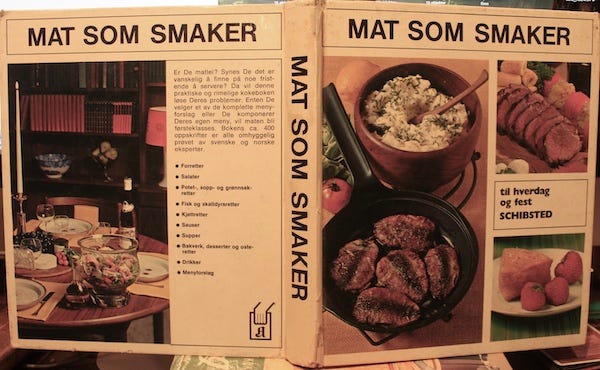 MAT SOM SMAKER
Er De matlei? Synes De det er
vanskelig å finne på noe frist-
ende å servere? Da vil denne
praktiske og rimelige kokeboken
løse Deres problemer. Enten De
velger et av de komplette meny-
forslag eller De komponerer
Deres egen meny, vil maten bli
førsteklasses. Bokens ca. 400
oppskrifter er alle omhyggelig
prøvet av svenske og norske
eksperter.
• Forretter
• Salater
• Potet-, sopp- og grønnsak-
retter
• Fisk og skalldyrsretter
• Kjøttretter
• Sauser
• Supper
• Bakverk, desserter og oste-
retter
• Drikker
• Menyforslag
MAT SOM SMAKER
MAT SOM SMAKER
til hverdag
og fest
SCHIBSTED